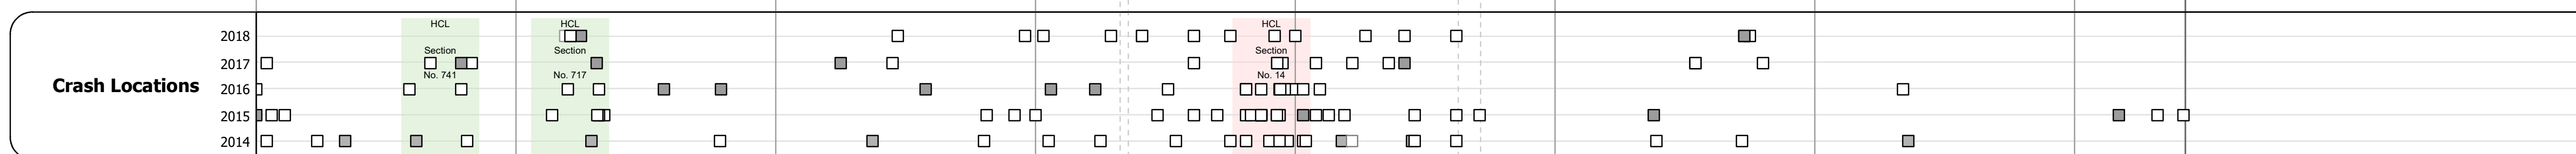 HCL HCL HCL
2018
Section Section Section
2017
No. 741 No. 717 No. 14
Crash Locations
2016
2015
2014